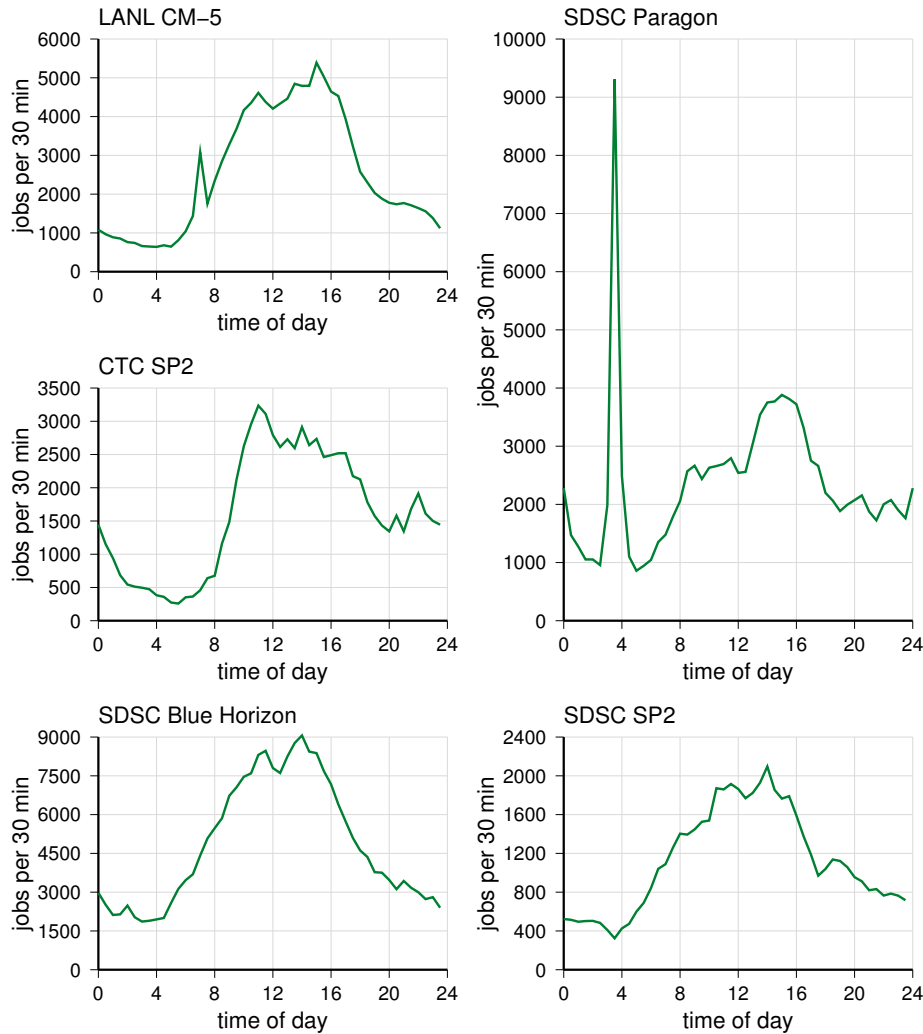 LANL CM−5
6000
5000
4000
3000
2000
1000
0
jobs per 30 min
0 4 8 12 16 20 24
time of day
CTC SP2
3500
3000
2500
2000
1500
1000
500
0
jobs per 30 min
0 4 8 12 16 20 24
time of day
SDSC Blue Horizon
9000
7500
6000
4500
3000
1500
0
jobs per 30 min
0 4 8 12 16 20 24
time of day
SDSC Paragon
10000
9000
8000
7000
6000
5000
4000
3000
2000
1000
0
jobs per 30 min
0 4 8 12 16 20 24
time of day
SDSC SP2
2400
2000
1600
1200
800
400
0
jobs per 30 min
0 4 8 12 16 20 24
time of day